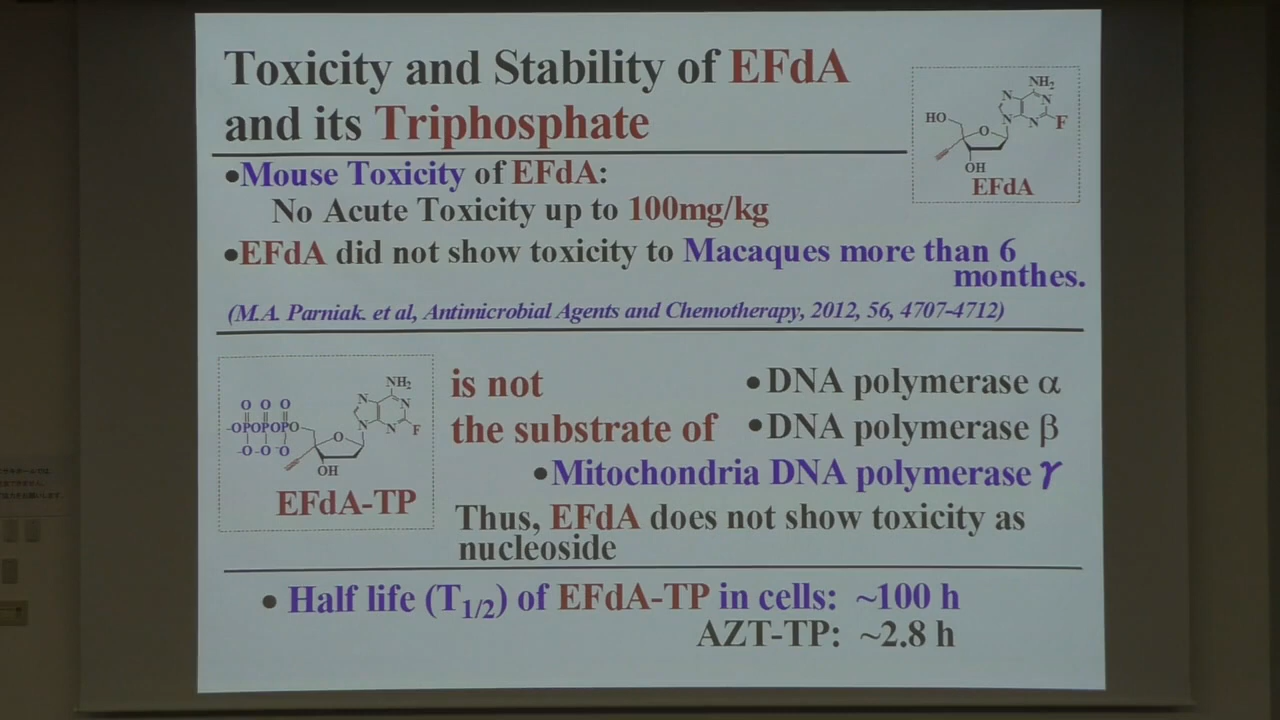 Toxicity and Stability of EFdA
and its Triphosphate
NH2
N
N
N
N
F
HO
O
OH
EFdA
•Mouse Toxicity of EFdA:
No Acute Toxicity up to 100mg/kg
•EFdA did not show toxicity to Macaques more than 6
monthes.
(M.A. Parniak. et al, Antimicrobial Agents and Chemotherapy, 2012, 56, 4707-4712)
NH2
N
N
N
N
F
O O O
-OPOPOPO
-O-O-O
O
OH
EFdA-TP
is not
the substrate of
•DNA polymerase α
•DNA polymerase β
•Mitochondria DNA polymerase γ
Thus, EFdA does not show toxicity as
nucleoside
• Half life (T1/2) of EFdA-TP in cells: ~100 h
AZT-TP: ~2.8 h